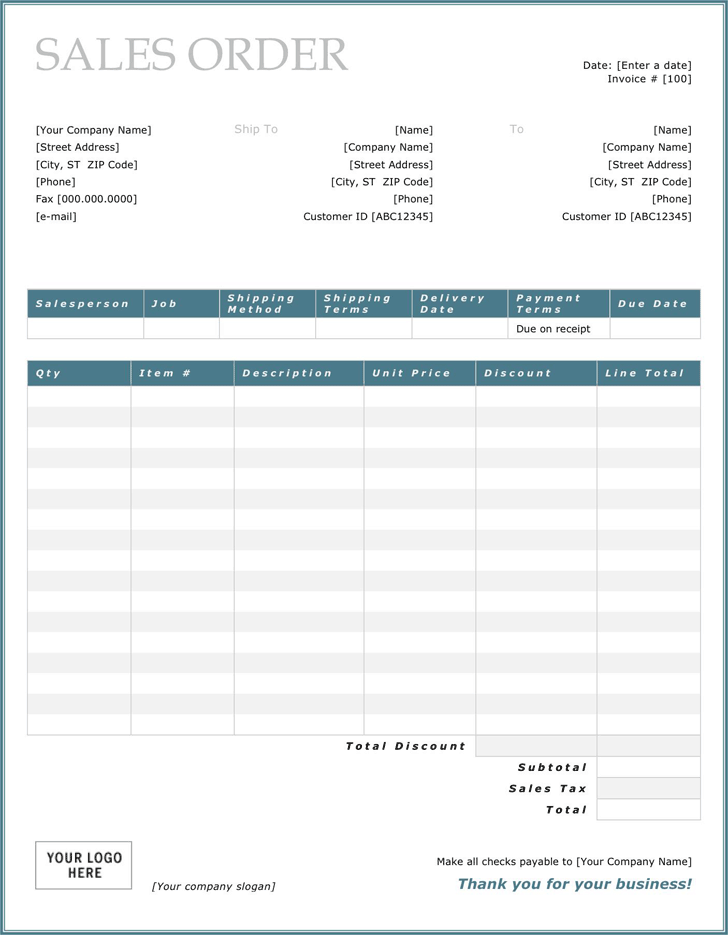 SALES ORDER
Date: [Enter a date]
Invoice # [100]
[Your Company Name]
[Street Address]
[City, ST  ZIP Code]
[Phone]
Fax [000.000.0000]
[e-mail]
Ship To
[Name]
[Company Name]
[Street Address]
[City, ST  ZIP Code]
[Phone]
Customer ID [ABC12345]
To
[Name]
[Company Name]
[Street Address]
[City, ST  ZIP Code]
[Phone]
Customer ID [ABC12345]
Salesperson
Job
Shipping
Method
Shipping
Terms
Delivery
Date
Payment
Terms
Due Date
Due on receipt
Qty
Item #
Description
Unit Price
Discount
Line Total
Total Discount
Subtotal
Sales Tax
Total
YOUR LOGO
HERE
[Your company slogan]
Make all checks payable to [Your Company Name]
Thank you for your business!